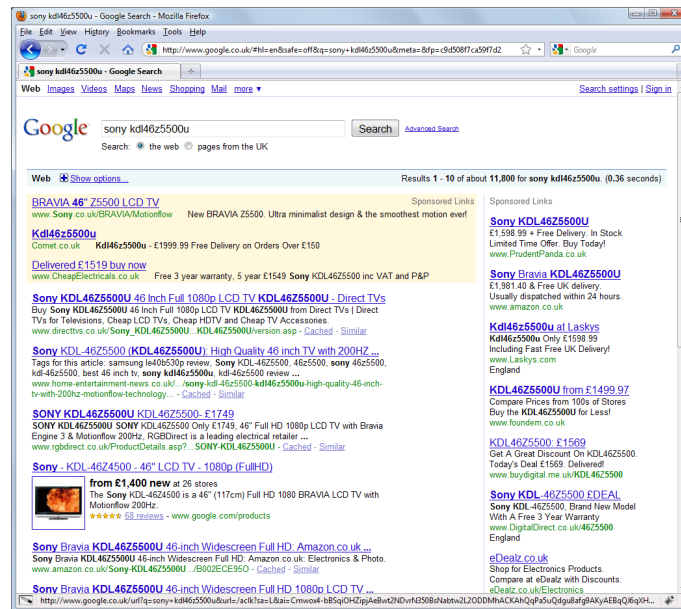 sony kdl46z5500u - Google Search - Mozilla Firefox
File Edit View History Bookmarks Tools Help
http://www.google.co.uk/#hl=en&safe=off&q=sony+kdl46z5500u&meta=&fp=c9d508f7ca59f7d2
Google
sony kdl46z5500u - Google Search
Web Images Videos Maps News Shopping Mail more ▼
Search settings | Sign in
Google
sony kdl46z5500u
Search
Advanced Search
Search: the web pages from the UK
Web Show options...
Results 1 - 10 of about 11,800 for sony kdl46z5500u. (0.36 seconds)
BRAVIA 46" Z5500 LCD TV
Sponsored Links
www.Sony.co.uk/BRAVIA/Motionflow New BRAVIA Z5500. Ultra minimalist design & the smoothest motion ever!
Kdl46z5500u
Comet.co.uk Kdl46z5500u - £1999.99 Free Delivery on Orders Over £150
Delivered £1519 buy now
www.CheapElectricals.co.uk Free 3 year warranty, 5 year £1549 Sony KDL46Z5500 inc VAT and P&P
Sony KDL46Z5500U 46 Inch Full 1080p LCD TV KDL46Z5500U - Direct TVs
Buy Sony KDL46Z5500U 46 Inch Full 1080p LCD TV KDL46Z5500U from Direct TVs | Direct
TVs for Televisions, Cheap LCD TVs, Cheap HDTV and Cheap TV Accessories.
www.directtvs.co.uk/Sony_KDL46Z5500U...KDL46Z5500U/version.asp - Cached - Similar
Sony KDL-46Z5500 (KDL46Z5500U): High Quality 46 inch TV with 200HZ ...
Tags for this article: samsung le40b530p review, Sony KDL-46Z5500, 46z5500, sony 46z5500,
kdl-46z5500, best 46 inch tv, sony kdl46z5500u, kdl-46z5500 review ...
www.home-entertainment-news.co.uk/.../sony-kdl-46z5500-kdl46z5500u-high-quality-46-inch-
tv-with-200hz-motionflow-technology... - Cached - Similar
SONY KDL46Z5500U KDL46Z5500- £1749
SONY KDL46Z5500U SONY KDL46Z5500 Only £1749, 46" Full HD 1080p LCD TV with Bravia
Engine 3 & Motionflow 200Hz, RGBDirect is a leading electrical retailer ...
www.rgbdirect.co.uk/ProductDetails.asp?...SONY-KDL46Z5500U - Cached - Similar
Sony - KDL-46Z4500 - 46" LCD TV - 1080p (FullHD)
from £1,400 new at 26 stores
The Sony KDL-46Z4500 is a 46" (117cm) Full HD 1080 BRAVIA LCD TV with
Motionflow 200Hz.
68 reviews - www.google.com/products
Sony Bravia KDL46Z5500U 46-inch Widescreen Full HD: Amazon.co.uk ...
Sony Bravia KDL46Z5500U 46-inch Widescreen Full HD: Amazon.co.uk: Electronics & Photo.
www.amazon.co.uk/Sony-KDL46Z5500U.../B002ECE95O - Cached - Similar
Sony Bravia KDL46Z5500U 46-inch Widescreen Full HD 1080p LCD
Sponsored Links
Sony KDL46Z5500U
£1,598.99 + Free Delivery. In Stock
Limited Time Offer. Buy Today!
www.PrudentPanda.co.uk
Sony Bravia KDL46Z5500U
£1,981.40 & Free UK delivery.
Usually dispatched within 24 hours.
www.amazon.co.uk
Kdl46z5500u at Laskys
Kdl46z5500u Only £1598.99
Including Fast Free UK Delivery!
www.Laskys.com
England
KDL46Z5500U from £1499.97
Compare Prices from 100s of Stores
Buy the KDL46Z5500U for Less!
www.foundem.co.uk
KDL46Z5500U: £1569
Get A Great Discount On KDL46Z5500.
Today's Deal £1569. Delivered!
www.buydigital.me.uk/KDL46Z5500
Sony KDL-46Z5500 £DEAL
Sony KDL-46Z5500, Brand New Model
With A Free 3 Year Warranty
www.DigitalDirect.co.uk/46Z5500
England
eDealz.co.uk
Shop for Electronics Products.
Compare at eDealz with Discounts.
eDealz.co.uk/Electronics